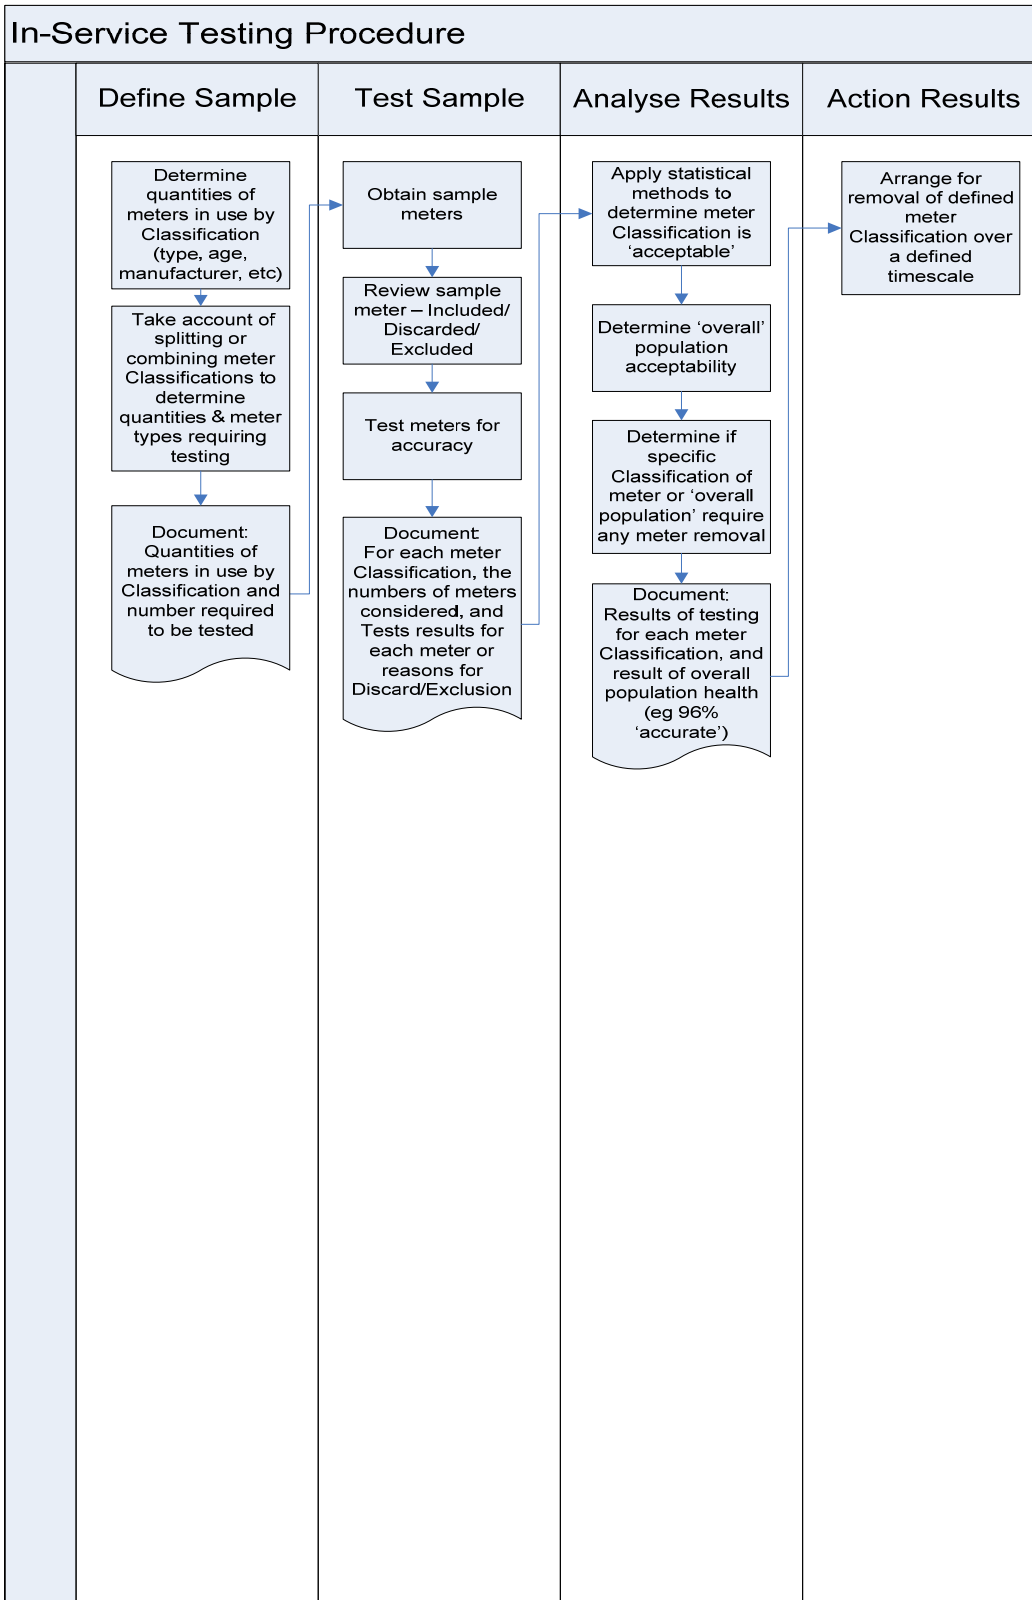 In-Service Testing Procedure
Define Sample
Test Sample
Analyse Results
Action Results
Determine
quantities of
meters in use by
Classification
(type, age,
manufacturer, etc)
Take account of
splitting or
combining meter
Classifications to
determine
quantities & meter
types requiring
testing
Document:
Quantities of
meters in use by
Classification and
number required
to be tested
Obtain sample
meters
Review sample
meter – Included/
Discarded/
Excluded
Test meters for
accuracy
Document:
For each meter
Classification, the
numbers of meters
considered, and
Tests results for
each meter or
reasons for
Discard/Exclusion
Apply statistical
methods to
determine meter
Classification is
‘acceptable’
Determine ‘overall’
population
acceptability
Determine if
specific
Classification of
meter or ‘overall
population’ require
any meter removal
Document:
Results of testing
for each meter
Classification, and
result of overall
population health
(eg 96%
‘accurate’)
Arrange for
removal of defined
meter
Classification over
a defined
timescale